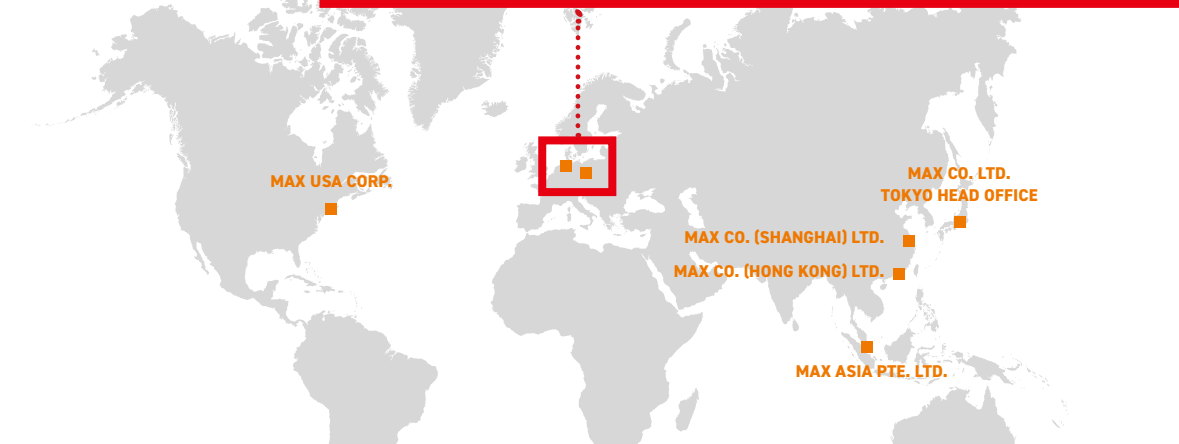 MAX USA CORP.
MAX CO. LTD.
TOKYO HEAD OFFICE
MAX CO. (SHANGHAI) LTD.
MAX CO. (HONG KONG) LTD.
MAX ASIA PTE. LTD.